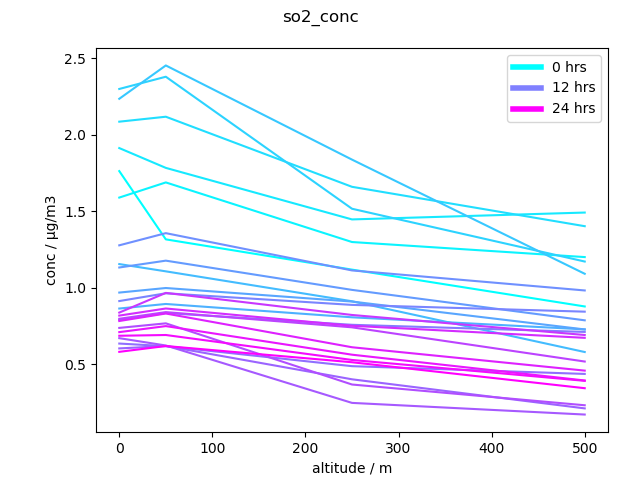 so2_conc
2.5
2.0
1.5
1.0
0.5
conc / μg/m3
0 hrs
12 hrs
24 hrs
0
100
200
300
400
500
altitude / m